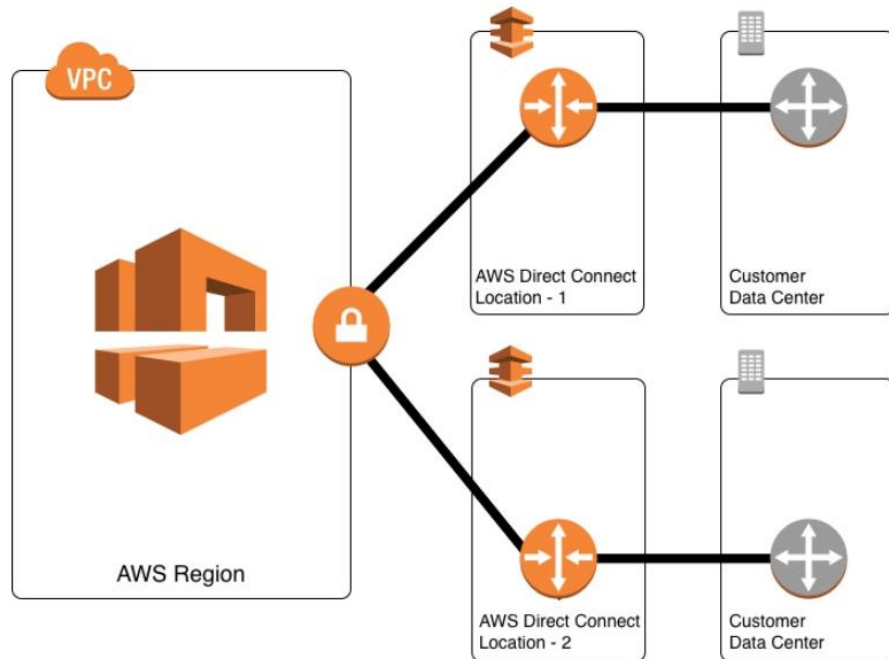 VPC
AWS Region
AWS Direct Connect
Location - 1
Customer
Data Center
AWS Direct Connect
Location - 2
Customer
Data Center